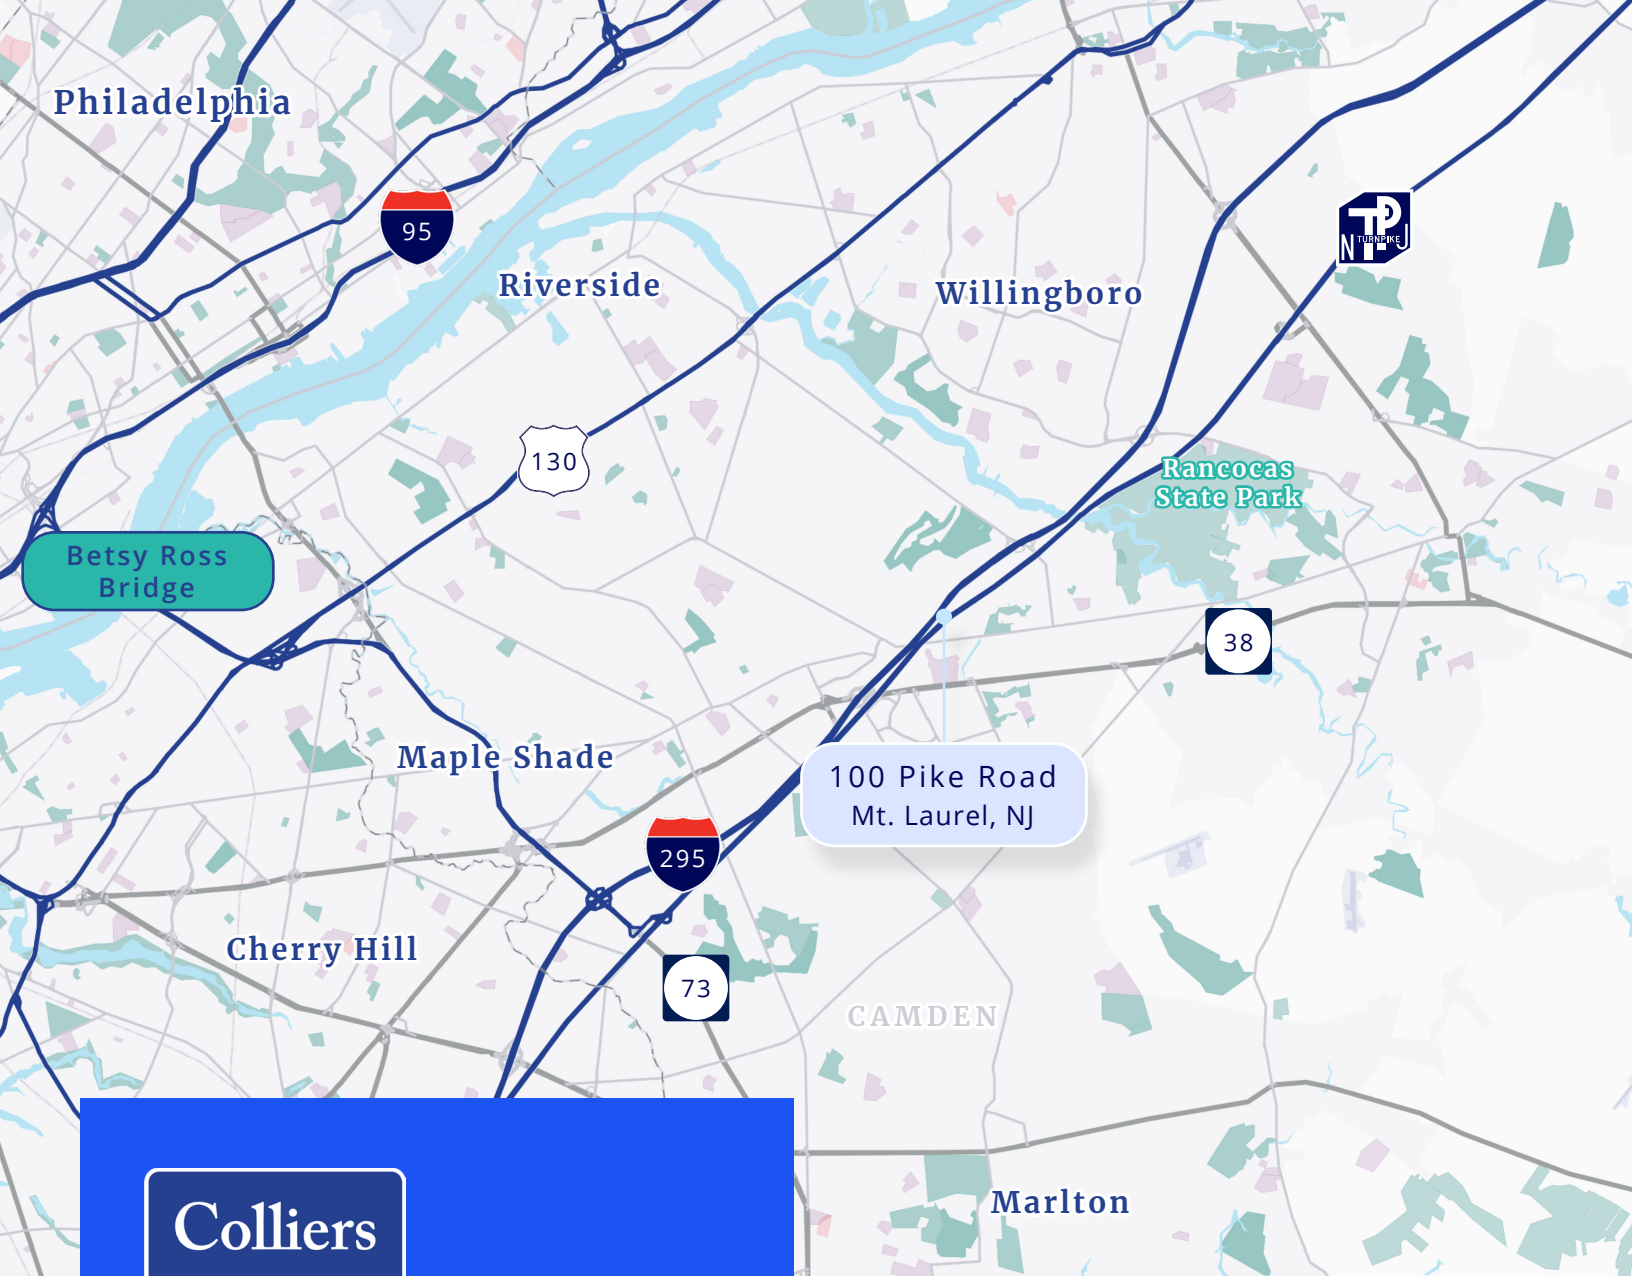 Philadelphia
95
Riverside
Willingboro
N TP J
TURNPIKE
130
Rancocas
State Park
Betsy Ross
Bridge
38
Maple Shade
100 Pike Road
Mt. Laurel, NJ
295
Cherry Hill
73
CAMDEN
Marlton
Colliers